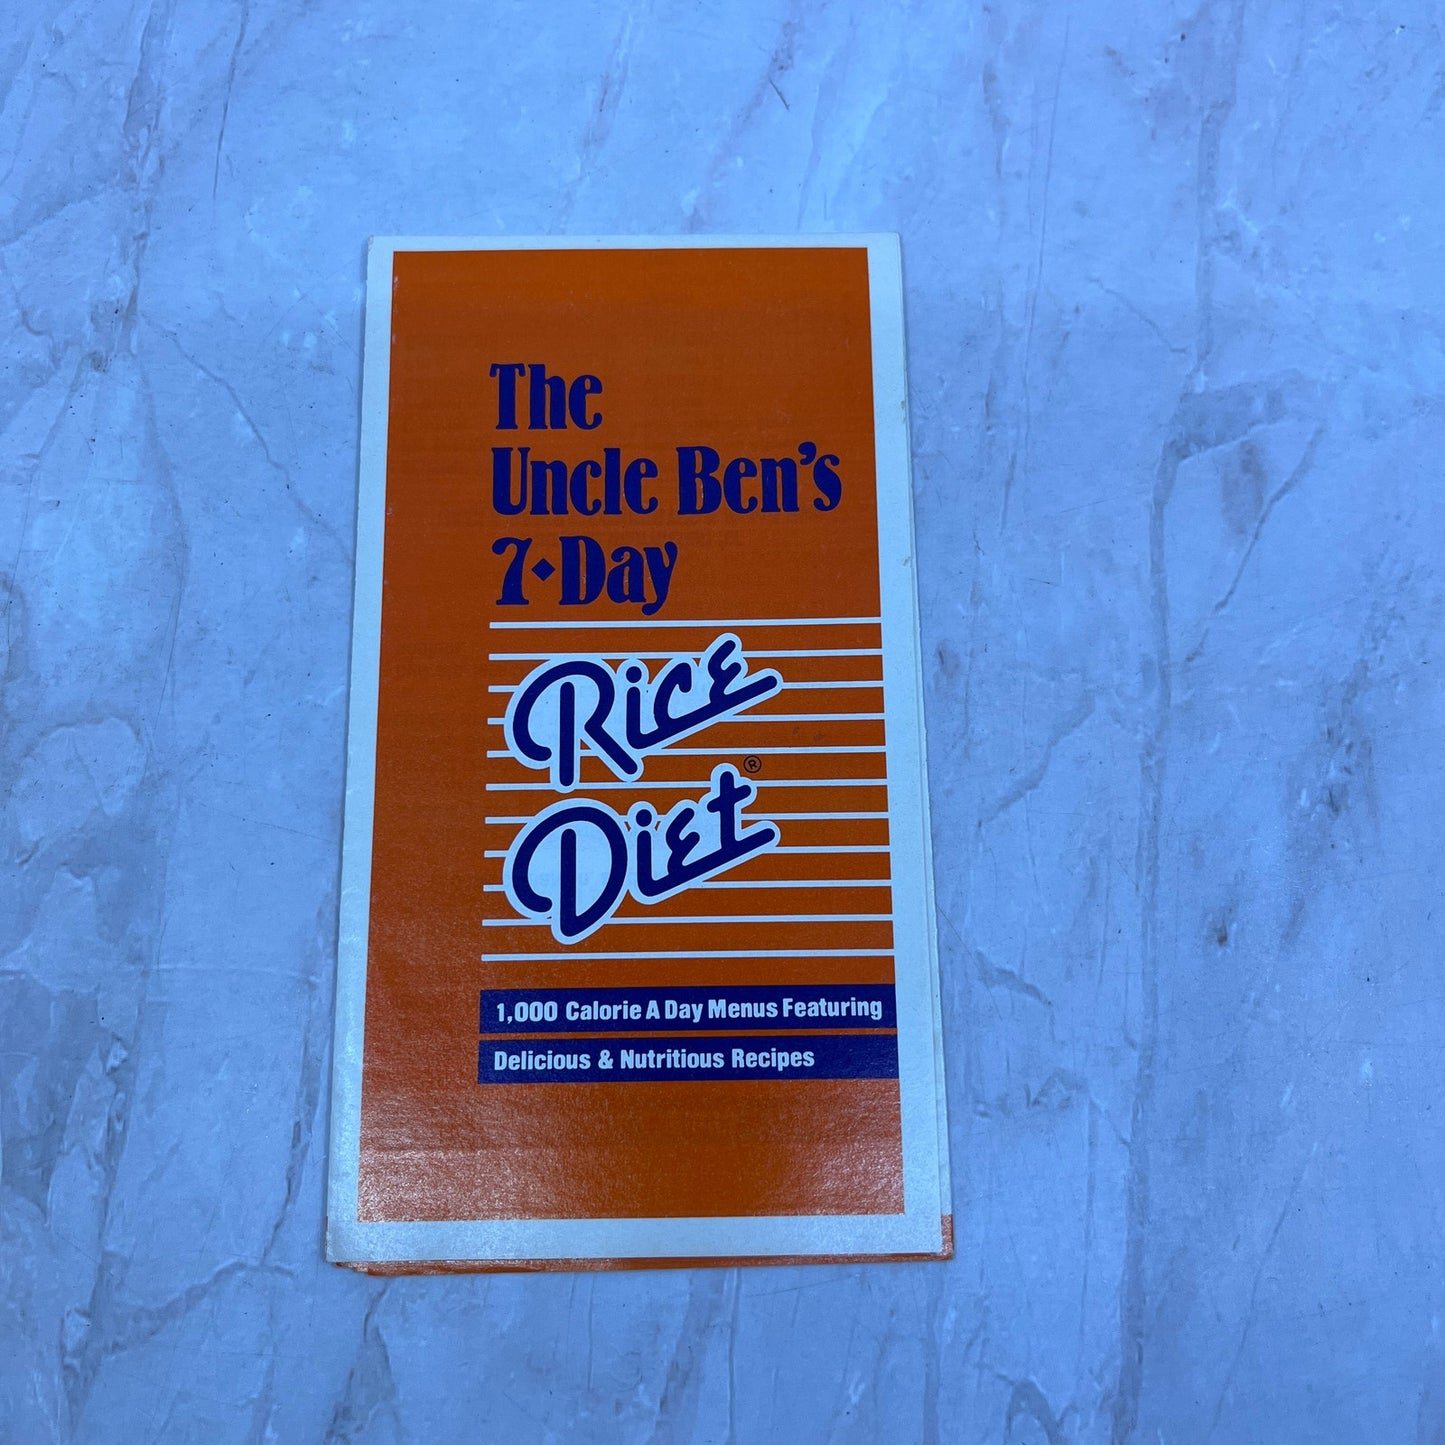 The
Uncle Ben's
7-Day
Rice
Diet®
1,000 Calorie A Day Menus Featuring
Delicious & Nutritious Recipes